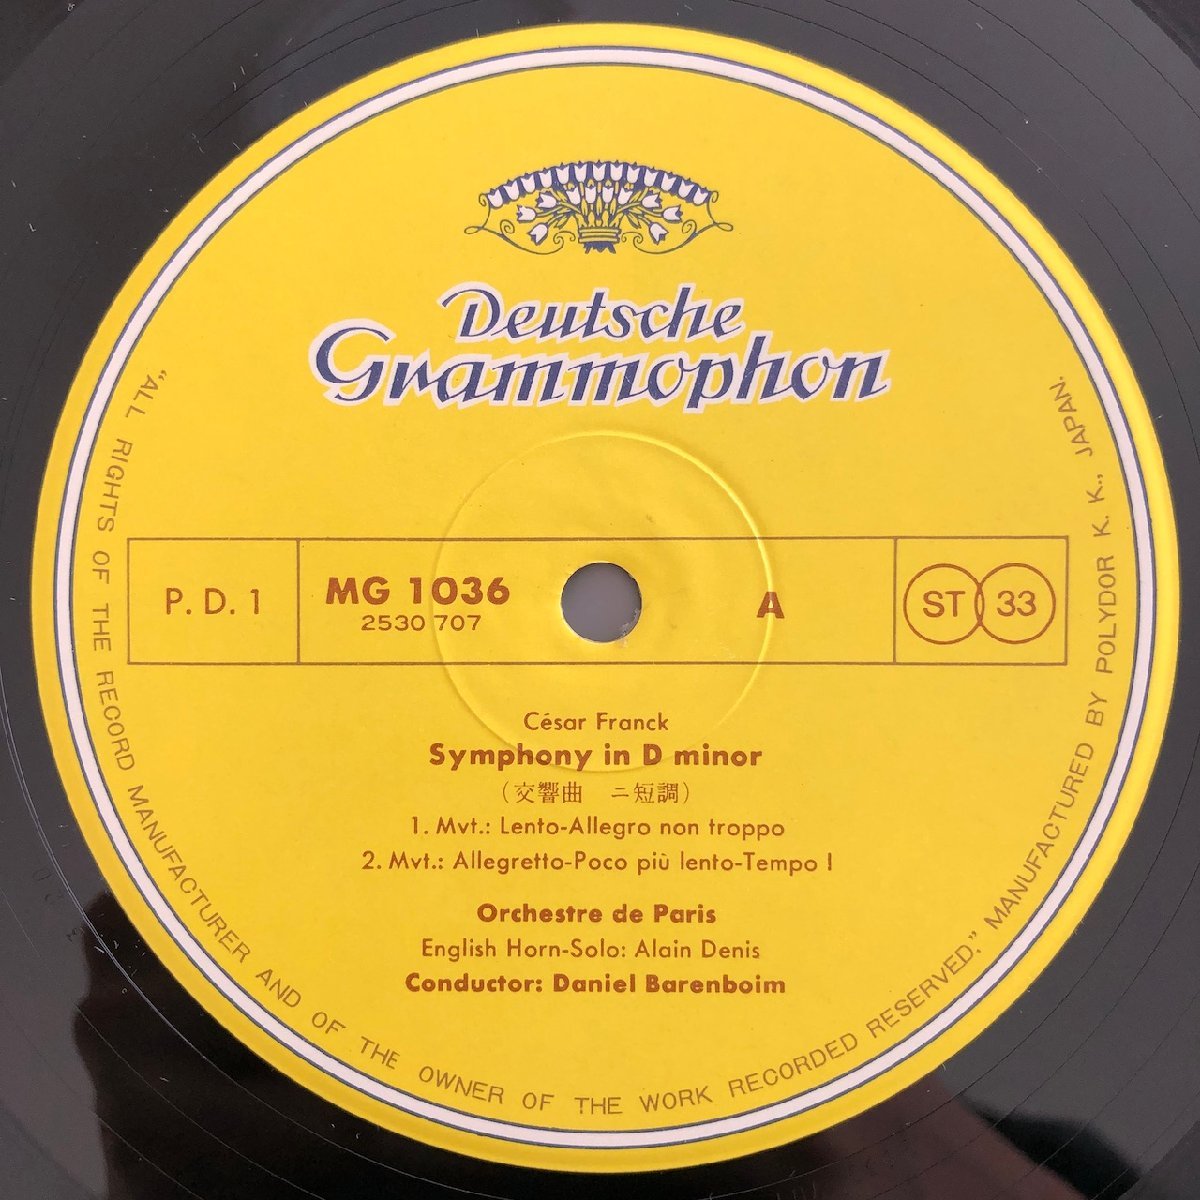 Deutsche
Grammophon
P. D. 1
MG 1036
2530 707
A
ST 33
César Franck
Symphony in D minor
(交響曲 ニ短調)
1. Mvt.: Lento-Allegro non troppo
2. Mvt.: Allegretto-Poco più lento-Tempo I
Orchestre de Paris
English Horn-Solo: Alain Denis
Conductor: Daniel Barenboim
"ALL RIGHTS OF THE RECORD MANUFACTURER AND OF THE OWNER OF THE WORK RECORDED RESERVED." MANUFACTURED BY POLYDOR K. K., JAPAN.